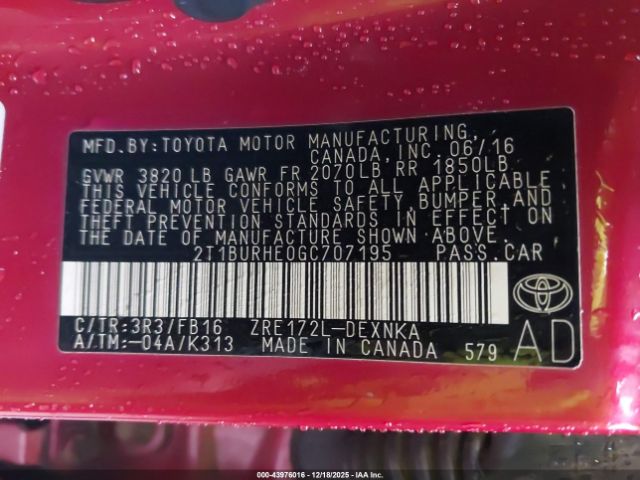 MFD.BY:TOYOTA MOTOR MANUFACTURING,
CANADA, INC. 06/16
GVWR 3820 LB GAWR FR 2070LB RR 1850LB
THIS VEHICLE CONFORMS TO ALL APPLICABLE
FEDERAL MOTOR VEHICLE SAFETY, BUMPER, AND
THEFT PREVENTION STANDARDS IN EFFECT ON
THE DATE OF MANUFACTURE SHOWN ABOVE.
2T1BURHE0GC707195 PASS.CAR
C/TR:3R3/FB16 ZRE172L-DEXNKA
A/TM:-04A/K313 MADE IN CANADA 579
AD
000-43976016 - 12/18/2025 - IAA Inc.